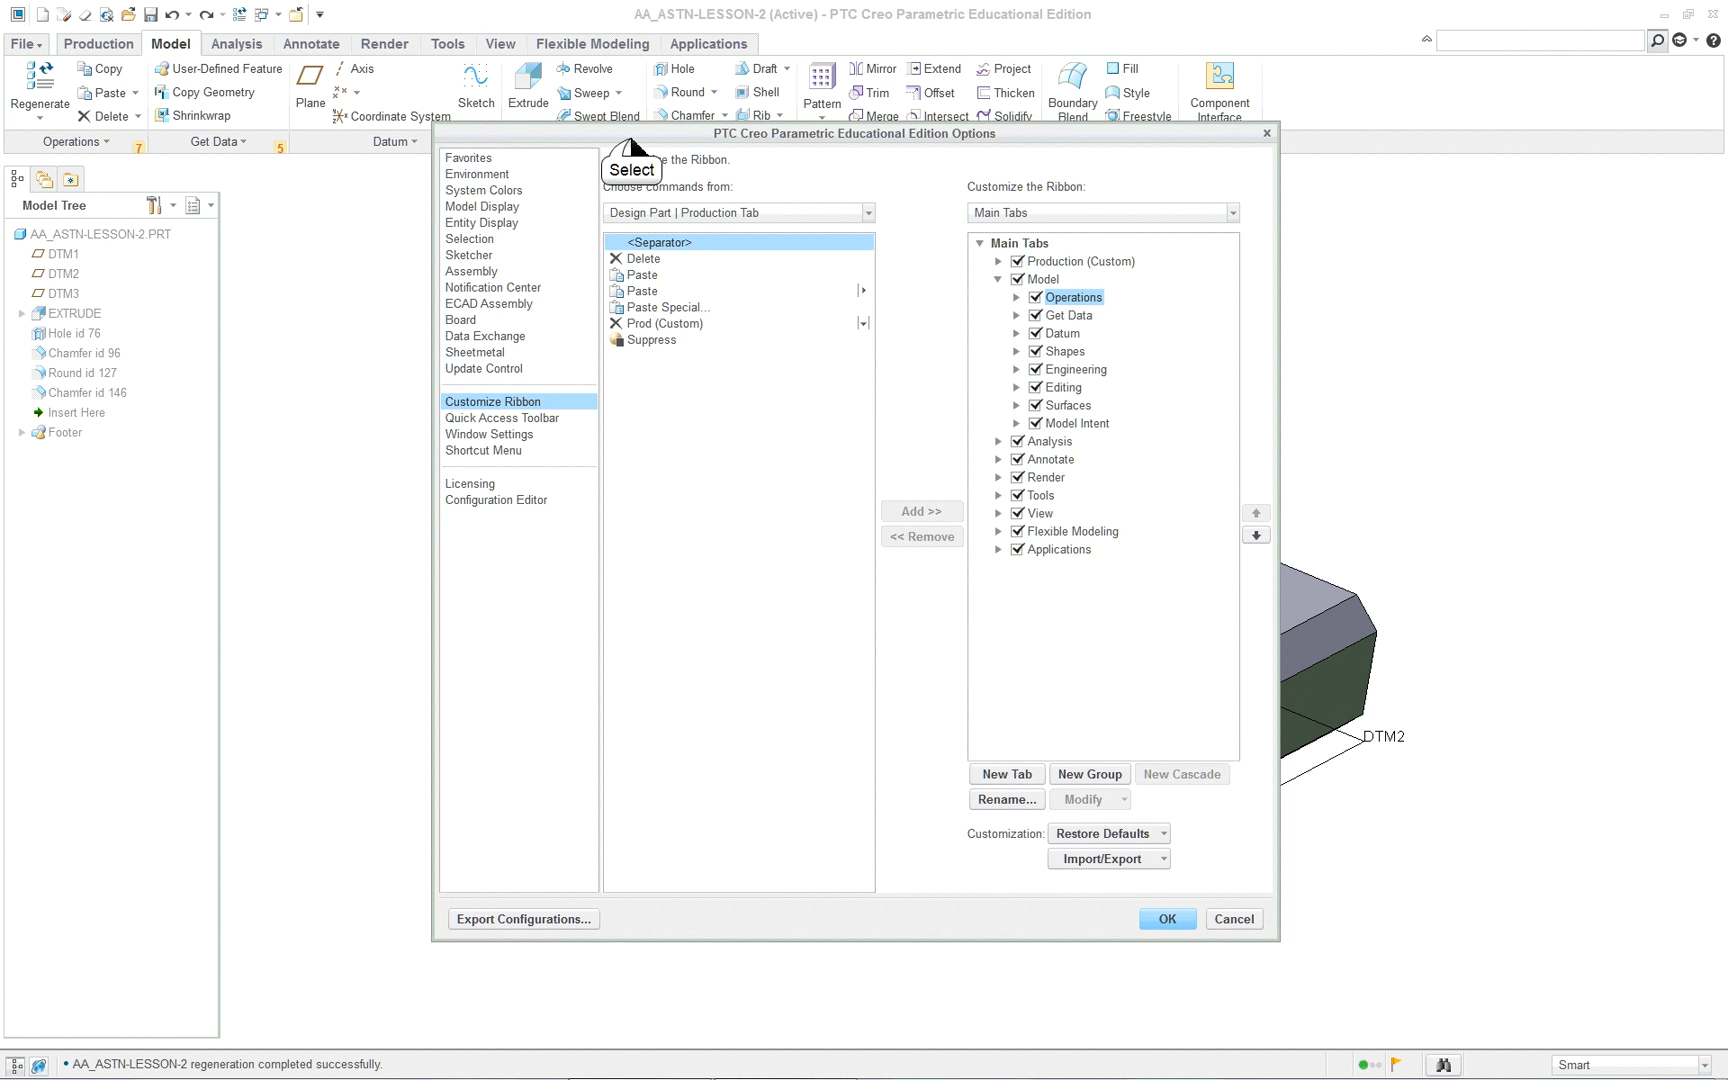 AA_ASTN-LESSON-2 (Active) - PTC Creo Parametric Educational Edition
File
Production
Model
Analysis
Annotate
Render
Tools
View
Flexible Modeling
Applications
Regenerate
Copy
Paste
Delete
User-Defined Feature
Copy Geometry
Shrinkwrap
Plane
Axis
Coordinate System
Sketch
Extrude
Revolve
Sweep
Swept Blend
Hole
Round
Chamfer
Draft
Shell
Rib
Pattern
Mirror
Trim
Merge
Extend
Offset
Intersect
Project
Thicken
Solidify
Boundary
Blend
Fill
Style
Freestyle
Component
Interface
Operations
7
Get Data
5
Datum
Model Tree
AA_ASTN-LESSON-2.PRT
DTM1
DTM2
DTM3
EXTRUDE
Hole id 76
Chamfer id 96
Round id 127
Chamfer id 146
Insert Here
Footer
PTC Creo Parametric Educational Edition Options
Favorites
Environment
System Colors
Model Display
Entity Display
Selection
Sketcher
Assembly
Notification Center
ECAD Assembly
Board
Data Exchange
Sheetmetal
Update Control
Customize Ribbon
Quick Access Toolbar
Window Settings
Shortcut Menu
Licensing
Configuration Editor
the Ribbon.
Select
Choose commands from:
Design Part | Production Tab
<Separator>
Delete
Paste
Paste
Paste Special...
Prod (Custom)
Suppress
Add >>
<< Remove
Customize the Ribbon:
Main Tabs
Main Tabs
Production (Custom)
Model
Operations
Get Data
Datum
Shapes
Engineering
Editing
Surfaces
Model Intent
Analysis
Annotate
Render
Tools
View
Flexible Modeling
Applications
New Tab
New Group
New Cascade
Rename...
Modify
Customization:
Restore Defaults
Import/Export
Export Configurations...
OK
Cancel
DTM2
• AA_ASTN-LESSON-2 regeneration completed successfully.
Smart